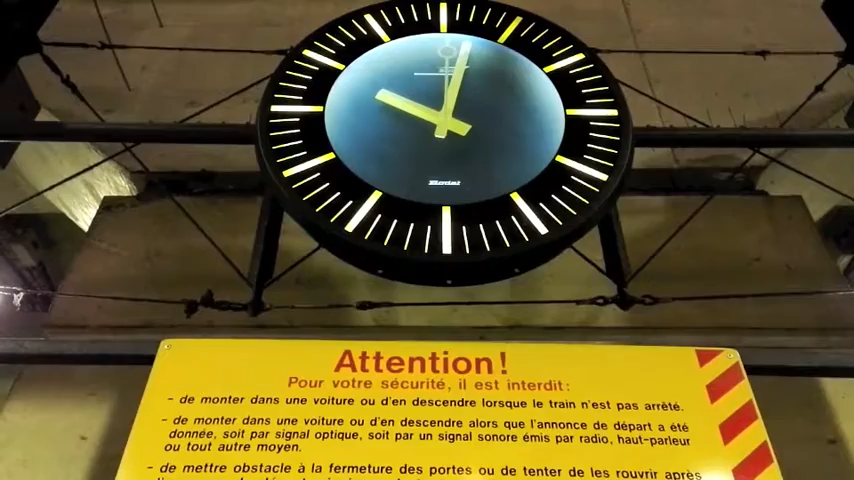 Bodet
Attention !
Pour votre sécurité, il est interdit :
- de monter dans une voiture ou d'en descendre lorsque le train n'est pas arrêté.
- de monter dans une voiture ou d'en descendre alors que l'annonce de départ a été
donnée, soit par signal optique, soit par un signal sonore émis par radio, haut-parleur
ou tout autre moyen.
- de mettre obstacle à la fermeture des portes ou de tenter de les rouvrir après